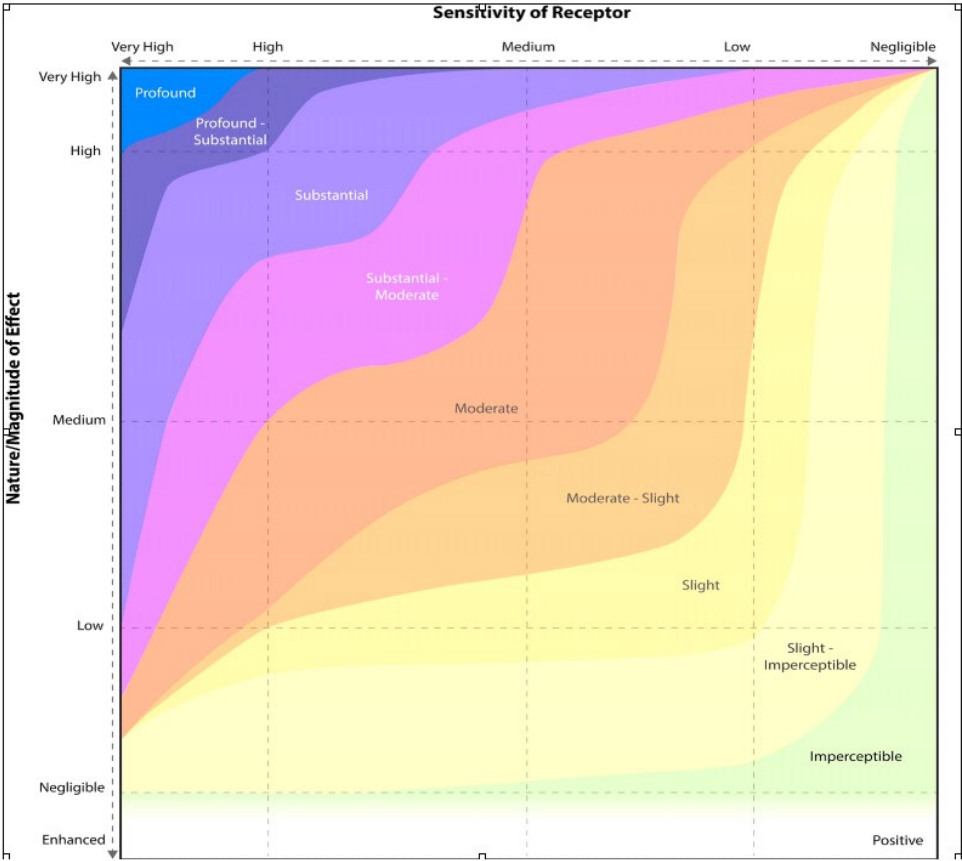 Sensitivity of Receptor
Very High
High
Medium
Low
Negligible
Nature/Magnitude of Effect
Very High
High
Medium
Low
Negligible
Enhanced
Profound
Profound -
Substantial
Substantial
Substantial -
Moderate
Moderate
Moderate - Slight
Slight
Slight -
Imperceptible
Imperceptible
Positive